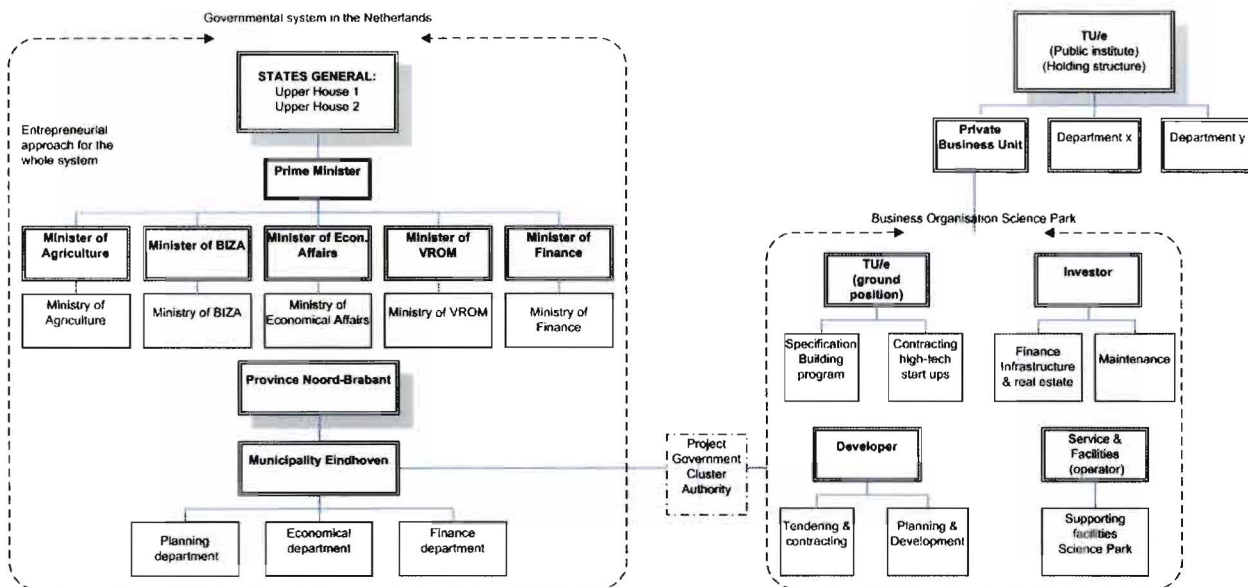 Governmental system in the Netherlands
STATES GENERAL:
Upper House 1
Upper House 2
Entrepreneurial
approach for the
whole system
Prime Minister
Minister of
Agriculture
Minister of BIZA
Minister of Econ.
Affairs
Minister of
VROM
Minister of
Finance
Ministry of
Agriculture
Ministry of BIZA
Ministry of
Economical Affairs
Ministry of VROM
Ministry of
Finance
Province Noord-Brabant
Municipality Eindhoven
Planning
department
Economical
department
Finance
department
Project
Government
Cluster
Authority
TU/e
(Public institute)
(Holding structure)
Private
Business Unit
Department x
Department y
Business Organisation Science Park
TU/e
(ground
position)
Investor
Specification
Building
program
Contracting
high-tech
start ups
Finance
Infrastructure
& real estate
Maintenance
Developer
Service &
Facilities
(operator)
Tendering &
contracting
Planning &
Development
Supporting
facilities
Science Park